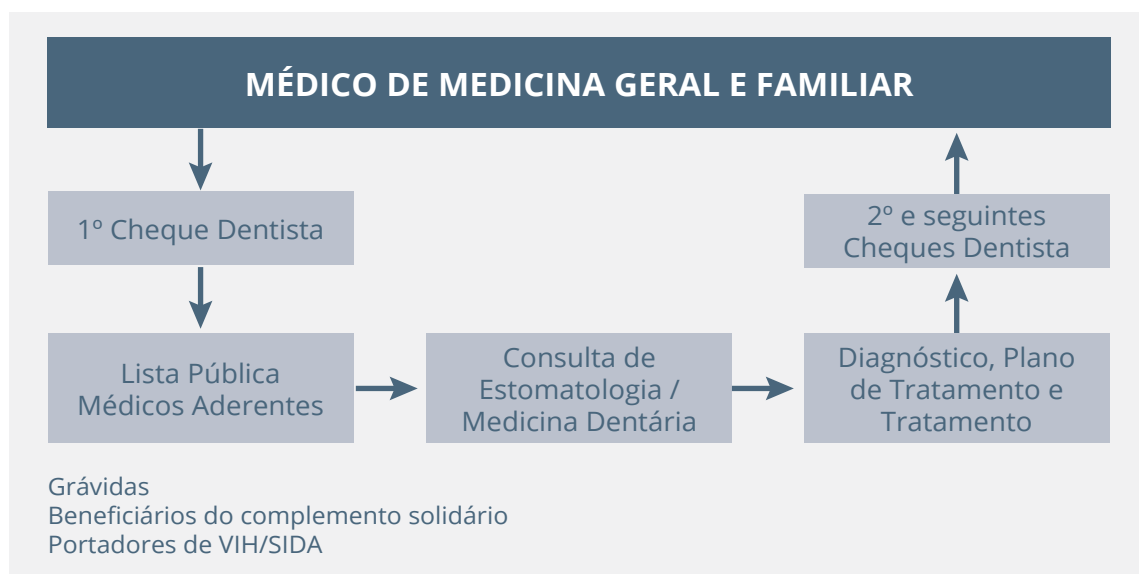 MÉDICO DE MEDICINA GERAL E FAMILIAR
1º Cheque Dentista
2º e seguintes
Cheques Dentista
Lista Pública
Médicos Aderentes
Consulta de
Estomatologia /
Medicina Dentária
Diagnóstico, Plano
de Tratamento e
Tratamento
Grávidas
Beneficiários do complemento solidário
Portadores de VIH/SIDA